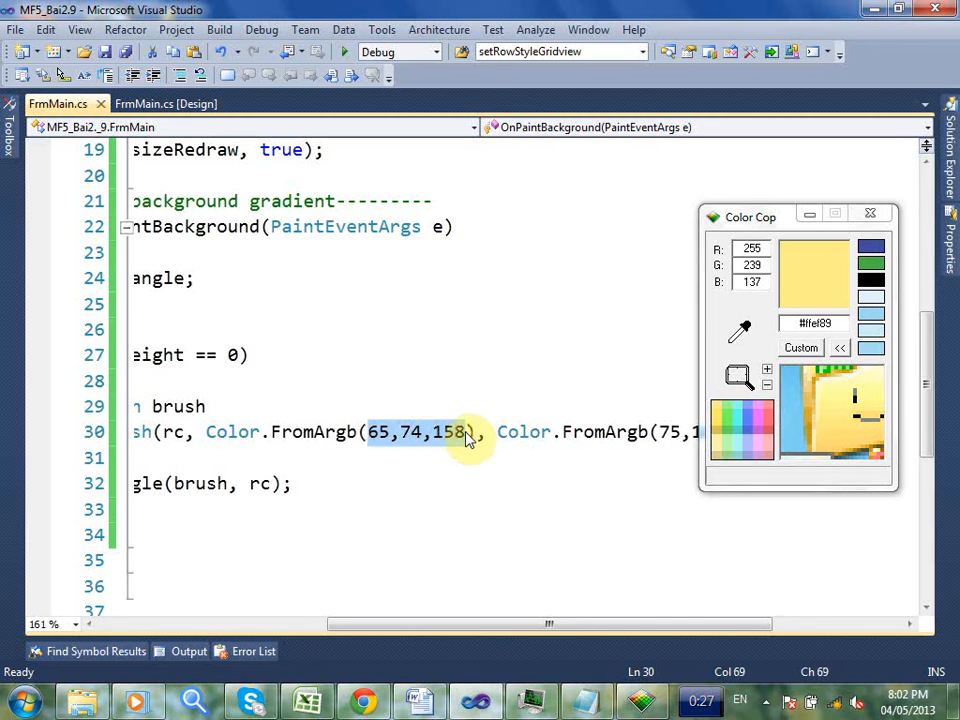 MF5_Bai2.9 - Microsoft Visual Studio
File Edit View Refactor Project Build Debug Team Data Tools Architecture Test Analyze Window Help
Debug setRowStyleGridview
FrmMain.cs FrmMain.cs [Design]
MF5_Bai2._9.FrmMain OnPaintBackground(PaintEventArgs e)
Toolbox
Solution Explorer
Properties
19 sizeRedraw, true);
20
21 background gradient---------
22 ntBackground(PaintEventArgs e)
23
24 angle;
25
26
27 eight == 0)
28
29 n brush
30 sh(rc, Color.FromArgb(65,74,158), Color.FromArgb(75,1
31
32 gle(brush, rc);
33
34
35
36
37
Color Cop
R: 255
G: 239
B: 137
#ffef89
Custom <<
161 %
Find Symbol Results Output Error List
Ready Ln 30 Col 69 Ch 69 INS
0:27 EN 8:02 PM
04/05/2013